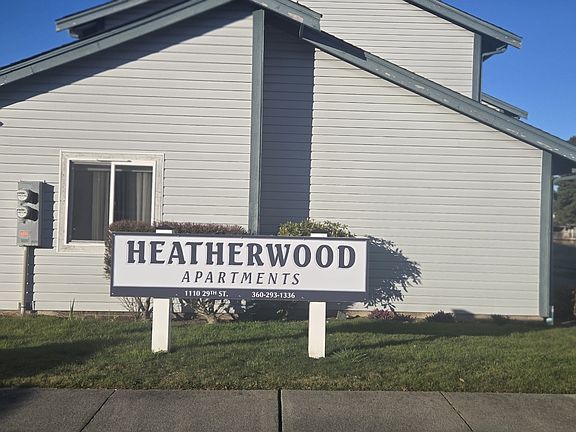 HEATHERWOOD
APARTMENTS
1110 29TH ST. 360-293-1336